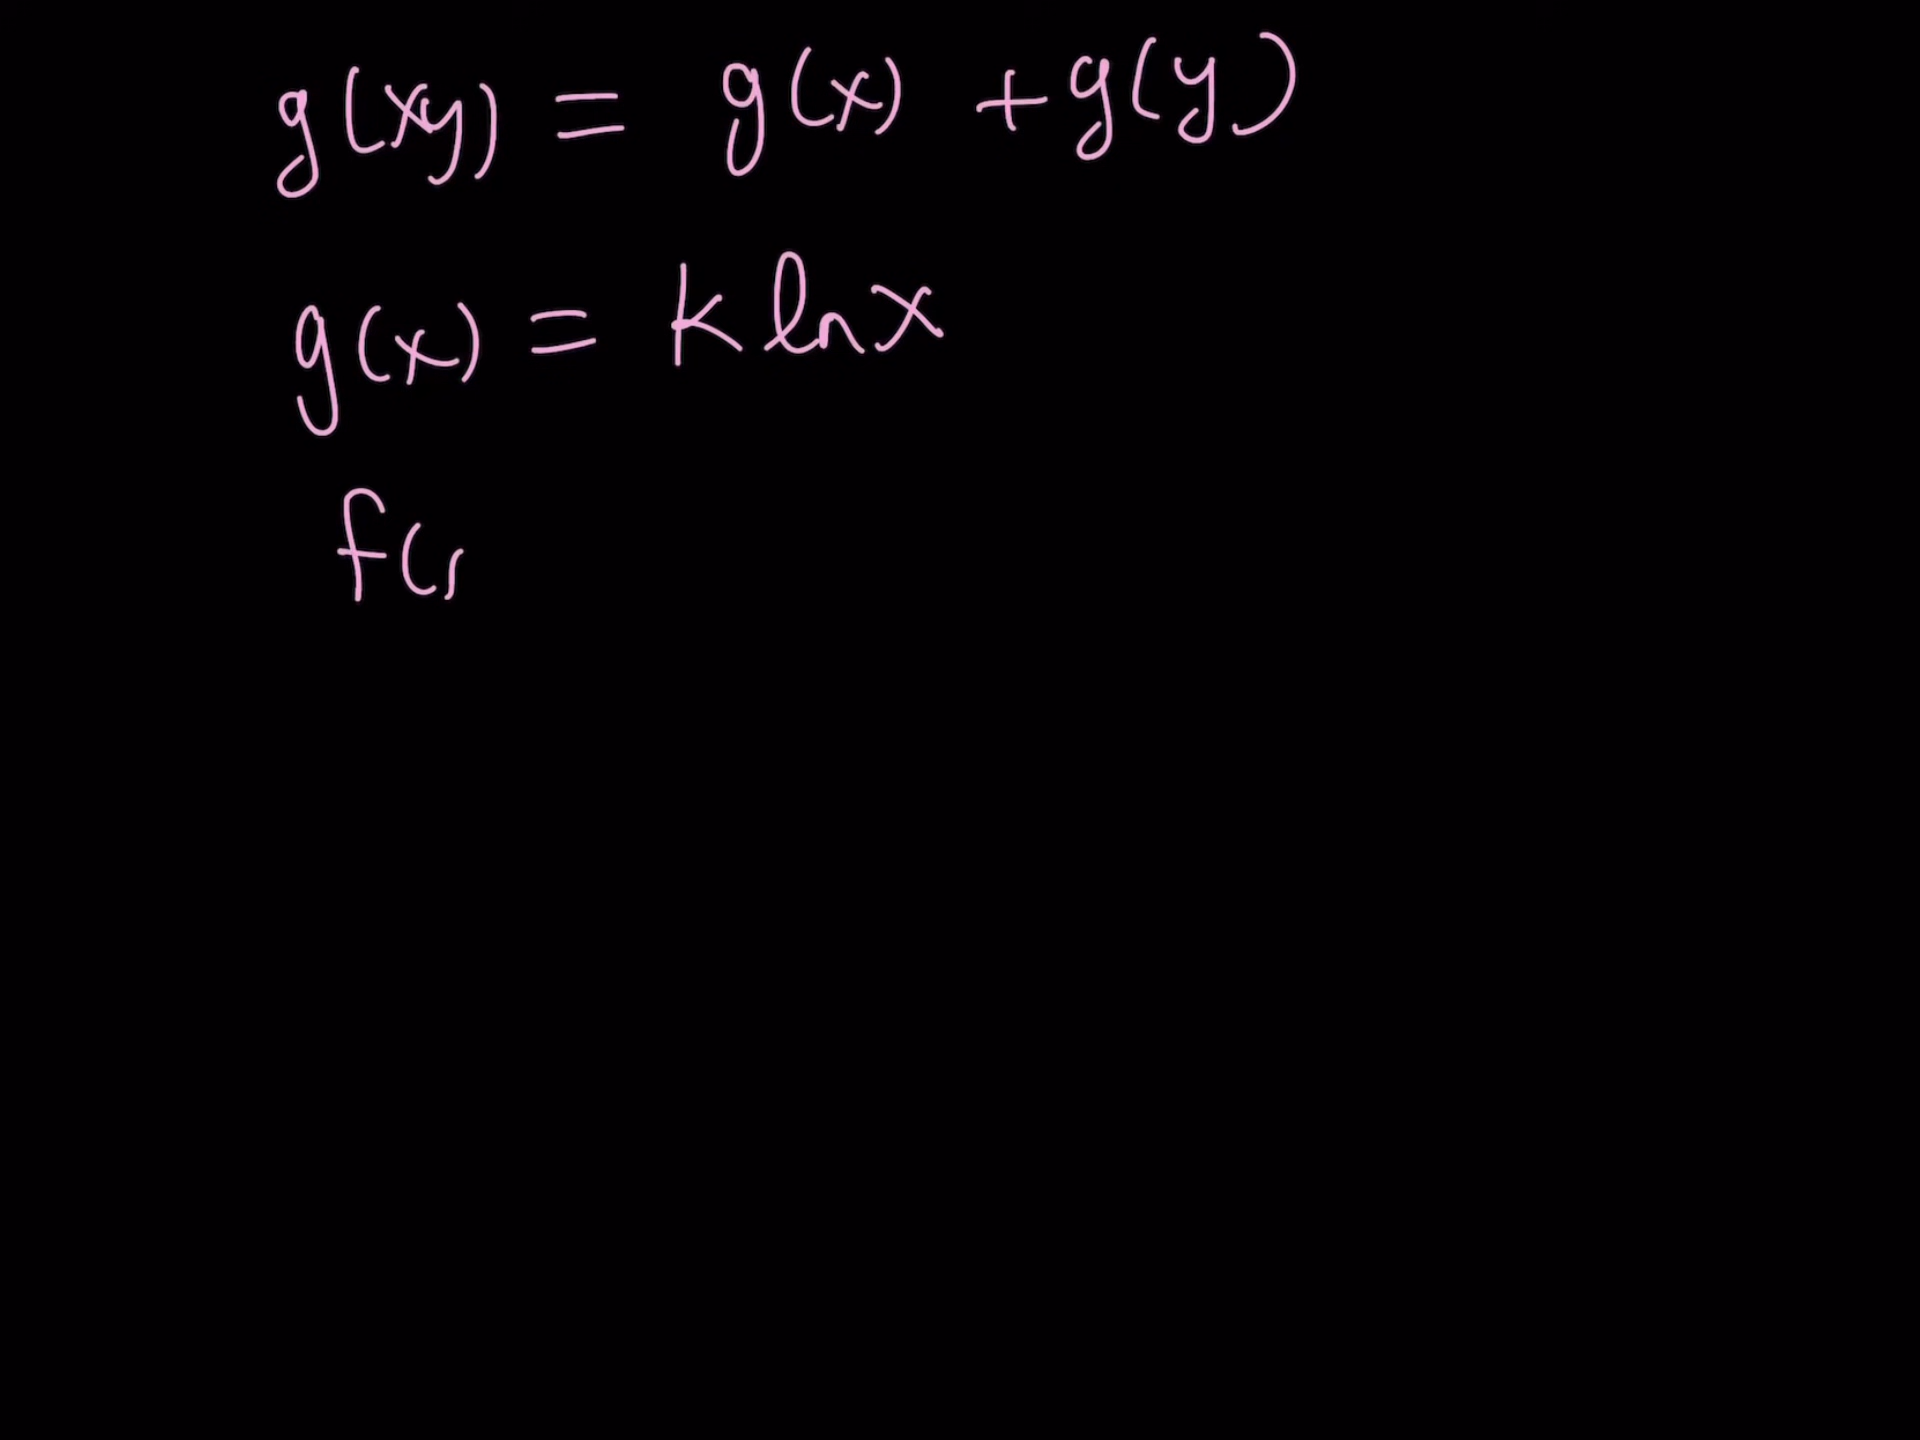 g(xy) = g(x) + g(y)
g(x) = k ln x
f(